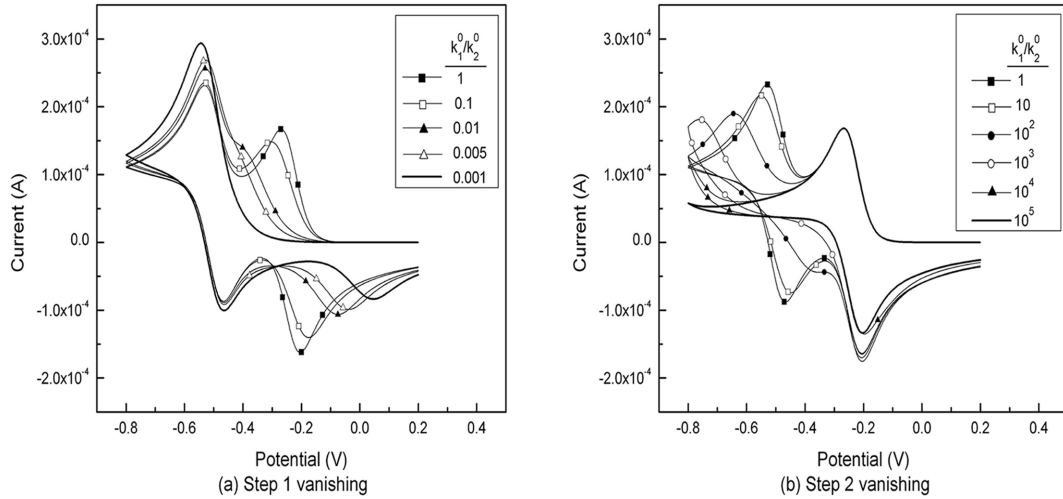 k₁⁰/k₂⁰
1
0.1
0.01
0.005
0.001
3.0x10⁻⁴
2.0x10⁻⁴
1.0x10⁻⁴
0.0
-1.0x10⁻⁴
-2.0x10⁻⁴
Current (A)
-0.8 -0.6 -0.4 -0.2 0.0 0.2 0.4
Potential (V)
(a) Step 1 vanishing
k₁⁰/k₂⁰
1
10
10²
10³
10⁴
10⁵
3.0x10⁻⁴
2.0x10⁻⁴
1.0x10⁻⁴
0.0
-1.0x10⁻⁴
-2.0x10⁻⁴
Current (A)
-0.8 -0.6 -0.4 -0.2 0.0 0.2 0.4
Potential (V)
(b) Step 2 vanishing